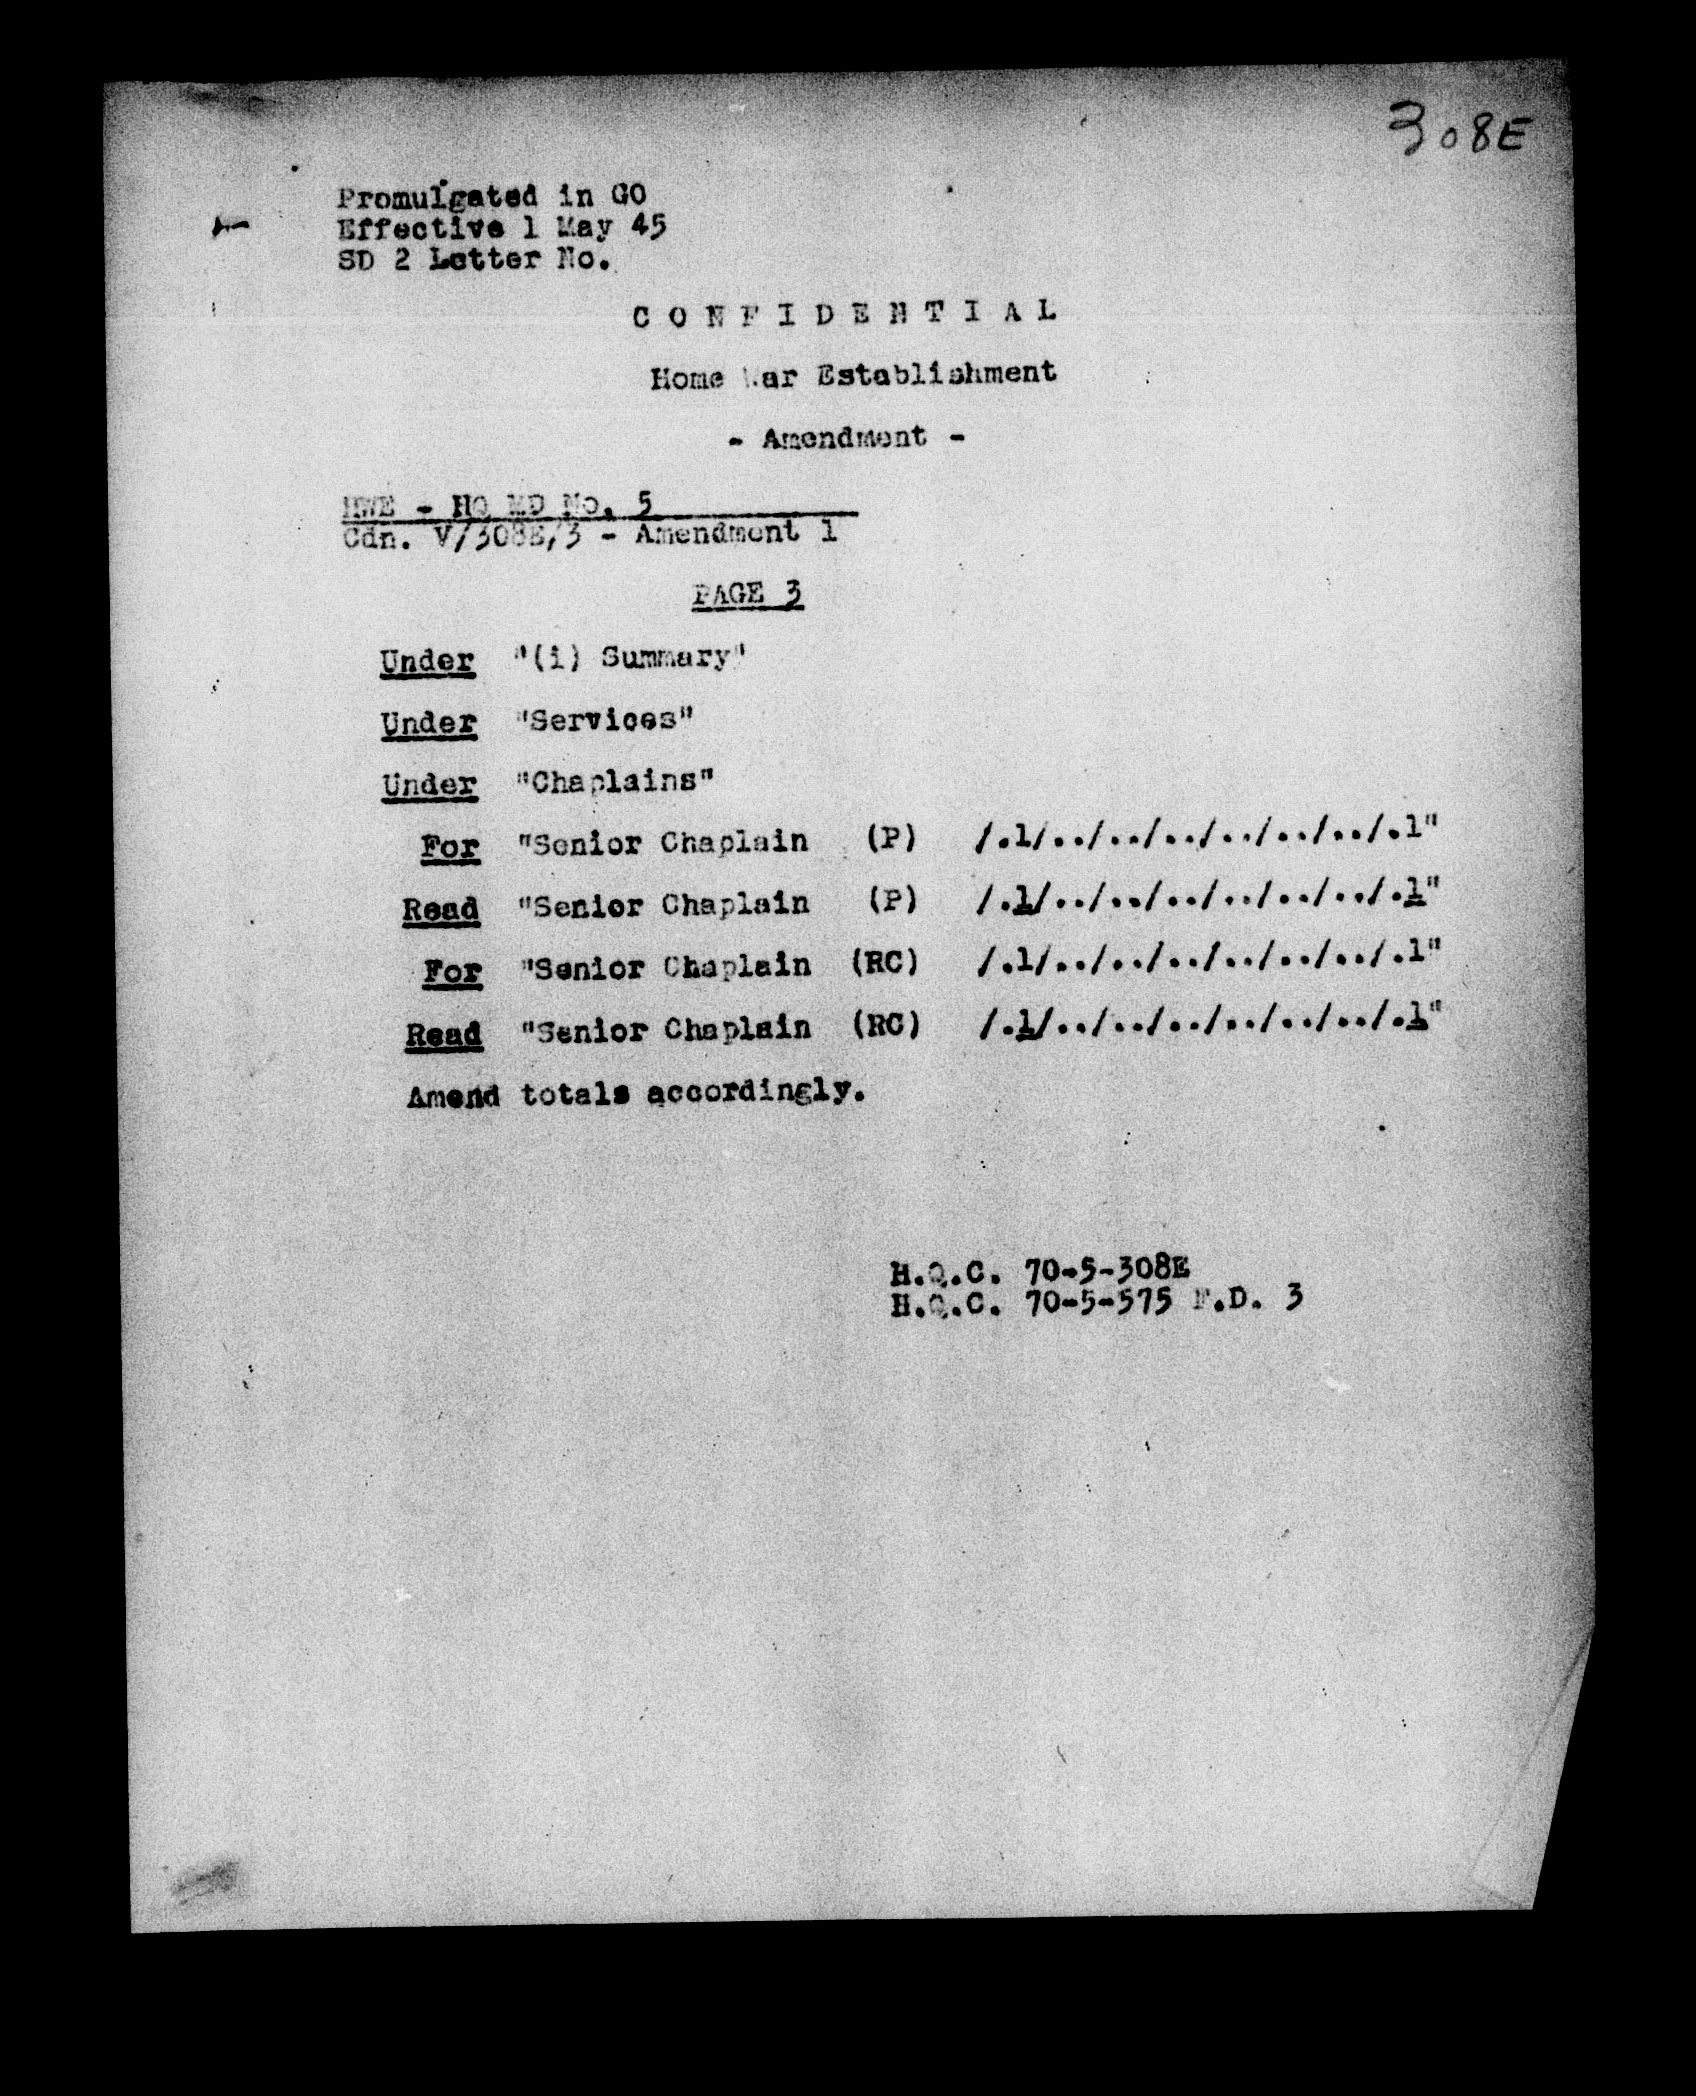 308E
Promulgated in GO
Effective 1 May 45
SD 2 Letter No.
C O N F I D E N T I A L
Home War Establishment
- Amendment -
HWE - HQ MD No. 5
Cdn. V/308E/3 - Amendment 1
PAGE 3
Under "(i) Summary"
Under "Services"
Under "Chaplains"
For "Senior Chaplain (P) /.1/../../../../../../.1"
Read "Senior Chaplain (P) /.1/../../../../../../.1"
For "Senior Chaplain (RC) /.1/../../../../../../.1"
Read "Senior Chaplain (RC) /.1/../../../../../../.1"
Amend totals accordingly.
H.Q.C. 70-5-308E
H.Q.C. 70-5-575 F.D. 3